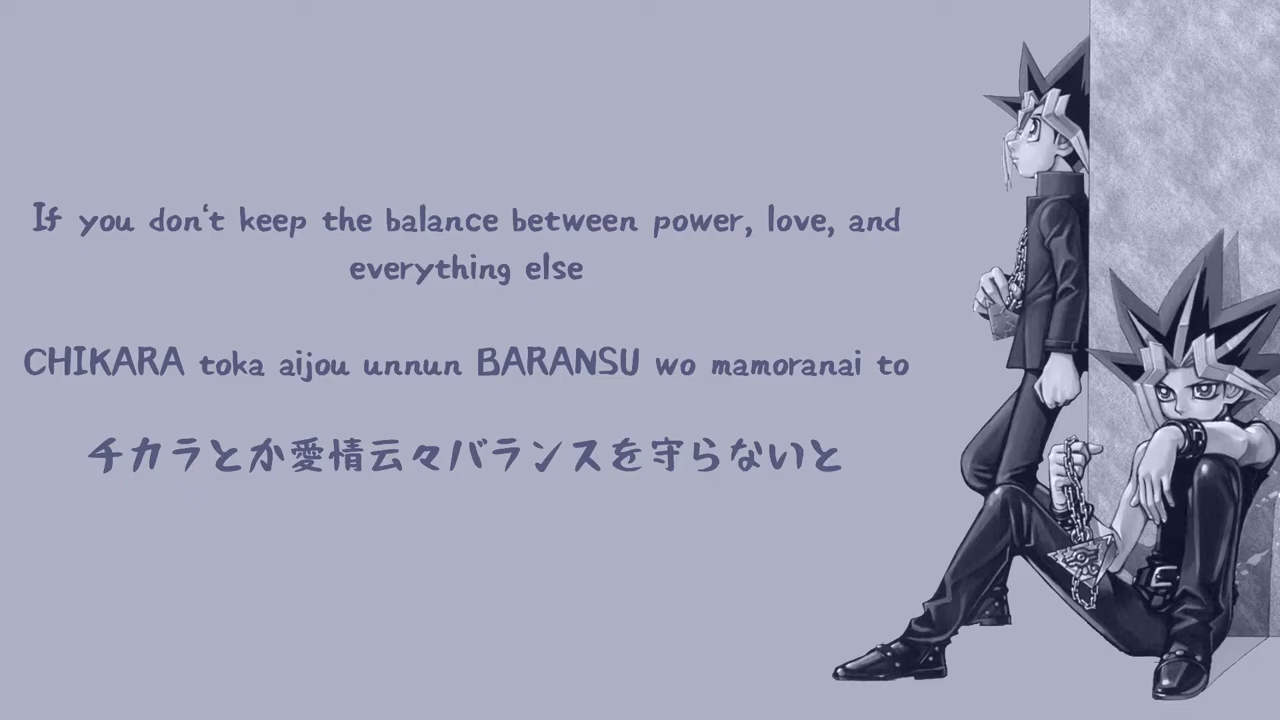 If you don't keep the balance between power, love, and
everything else
CHIKARA toka aijou unnun BARANSU wo mamoranai to
チカラとか愛情云々バランスを守らないと